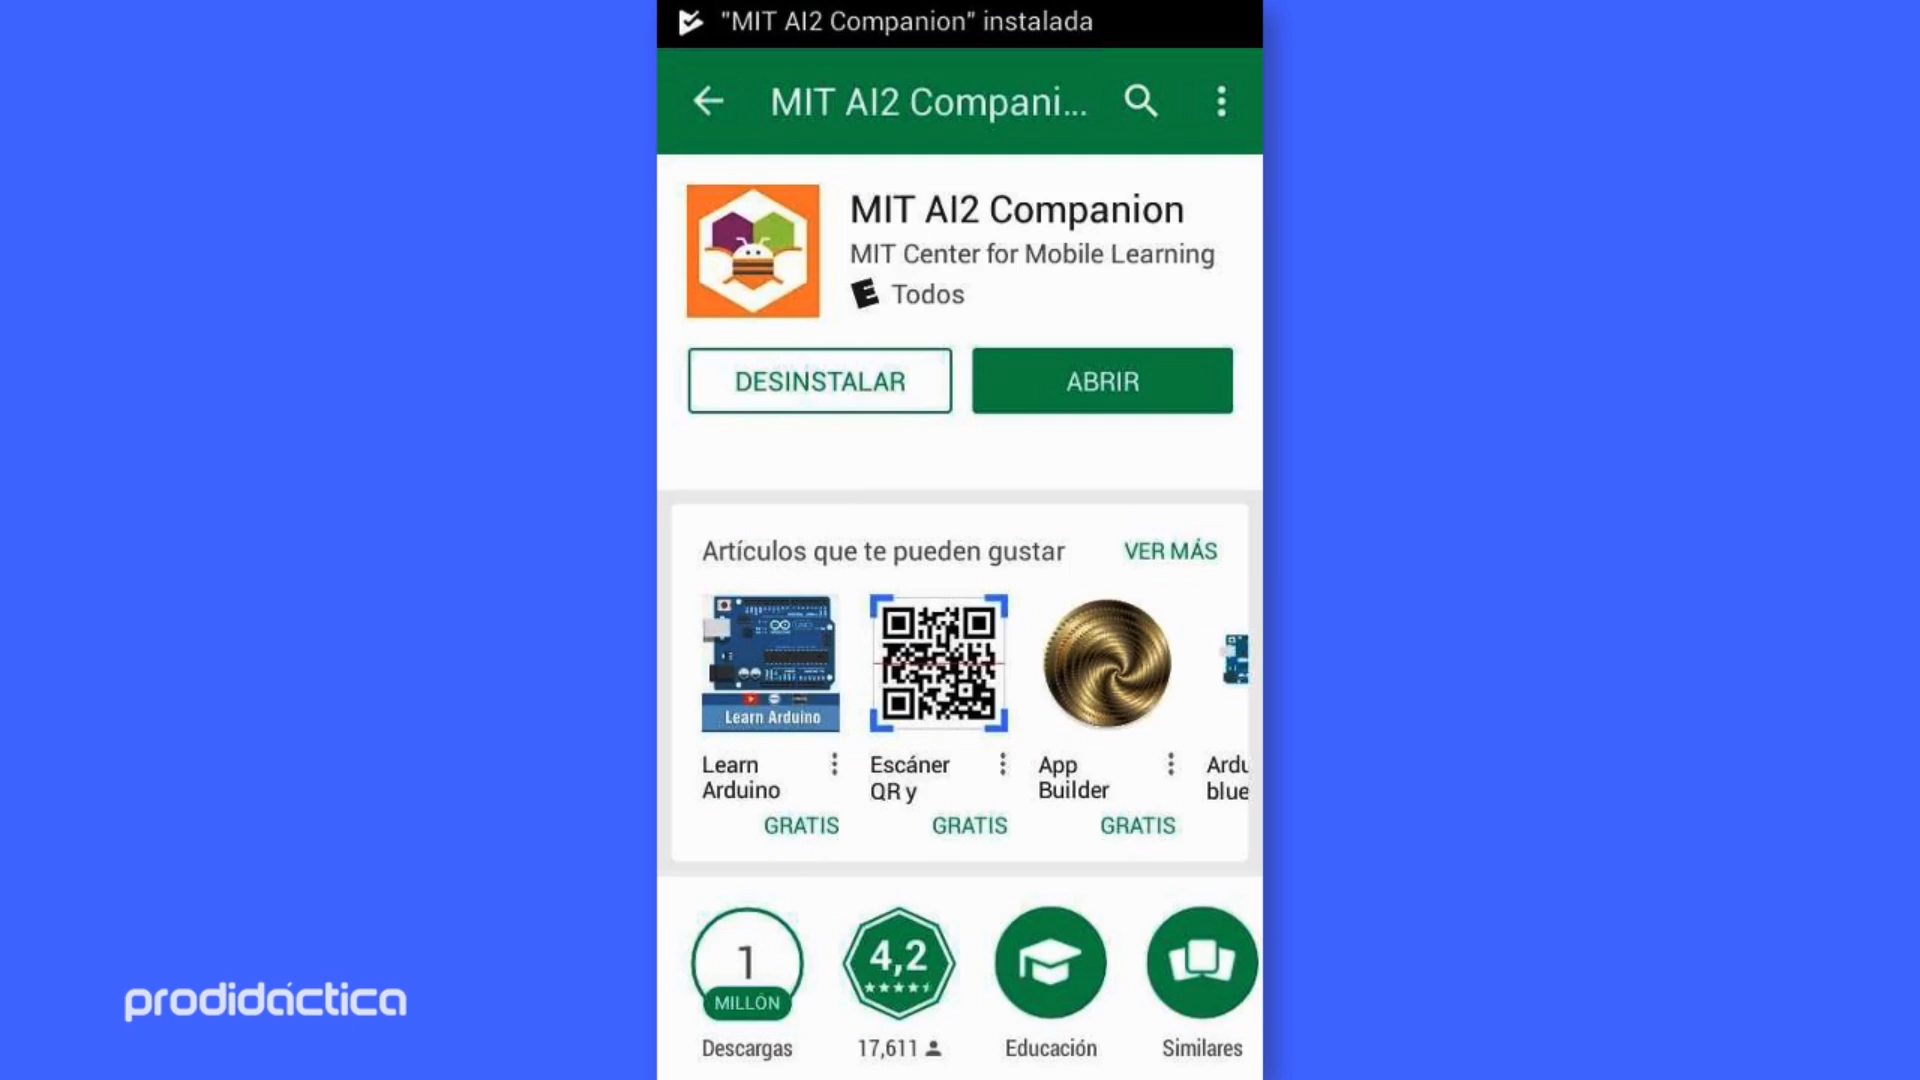 "MIT AI2 Companion" instalada
MIT AI2 Compani...
MIT AI2 Companion
MIT Center for Mobile Learning
E Todos
DESINSTALAR
ABRIR
Artículos que te pueden gustar
VER MÁS
Learn Arduino
Learn Arduino
GRATIS
Escáner QR y
GRATIS
App Builder
GRATIS
Ardu
blue
1
MILLÓN
Descargas
4,2
17,611
Educación
Similares
prodidáctica